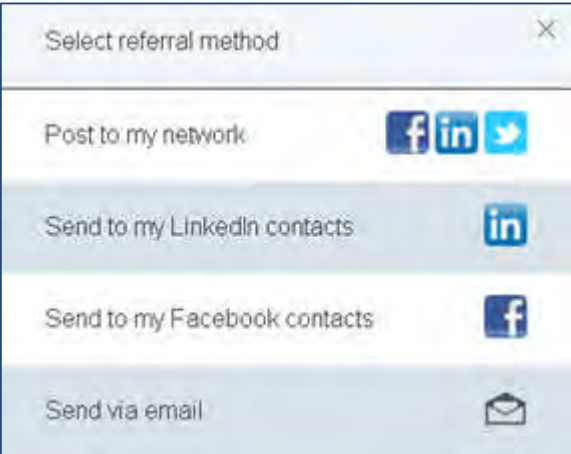 Select referral method
Post to my network
Send to my LinkedIn contacts
Send to my Facebook contacts
Send via email